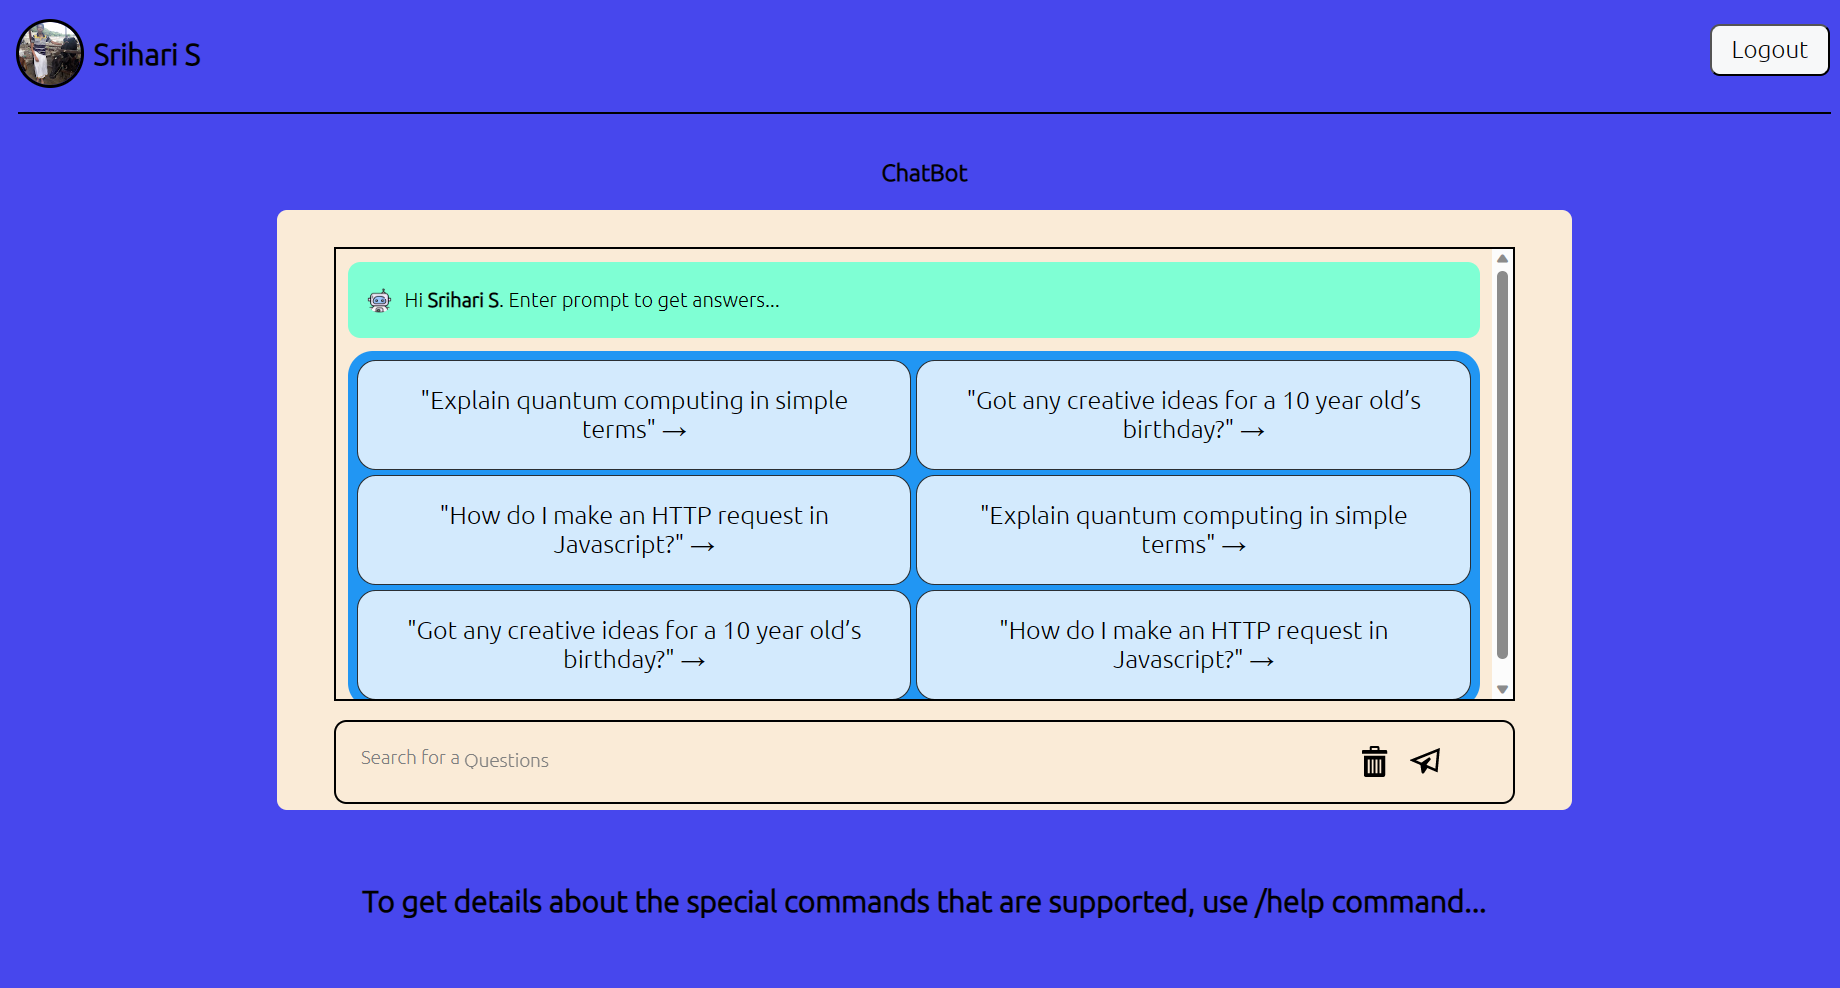 Srihari S
Logout
ChatBot
Hi Srihari S. Enter prompt to get answers...
"Explain quantum computing in simple
terms" →
"Got any creative ideas for a 10 year old’s
birthday?" →
"How do I make an HTTP request in
Javascript?" →
"Explain quantum computing in simple
terms" →
"Got any creative ideas for a 10 year old’s
birthday?" →
"How do I make an HTTP request in
Javascript?" →
Search for a Questions
To get details about the special commands that are supported, use /help command...